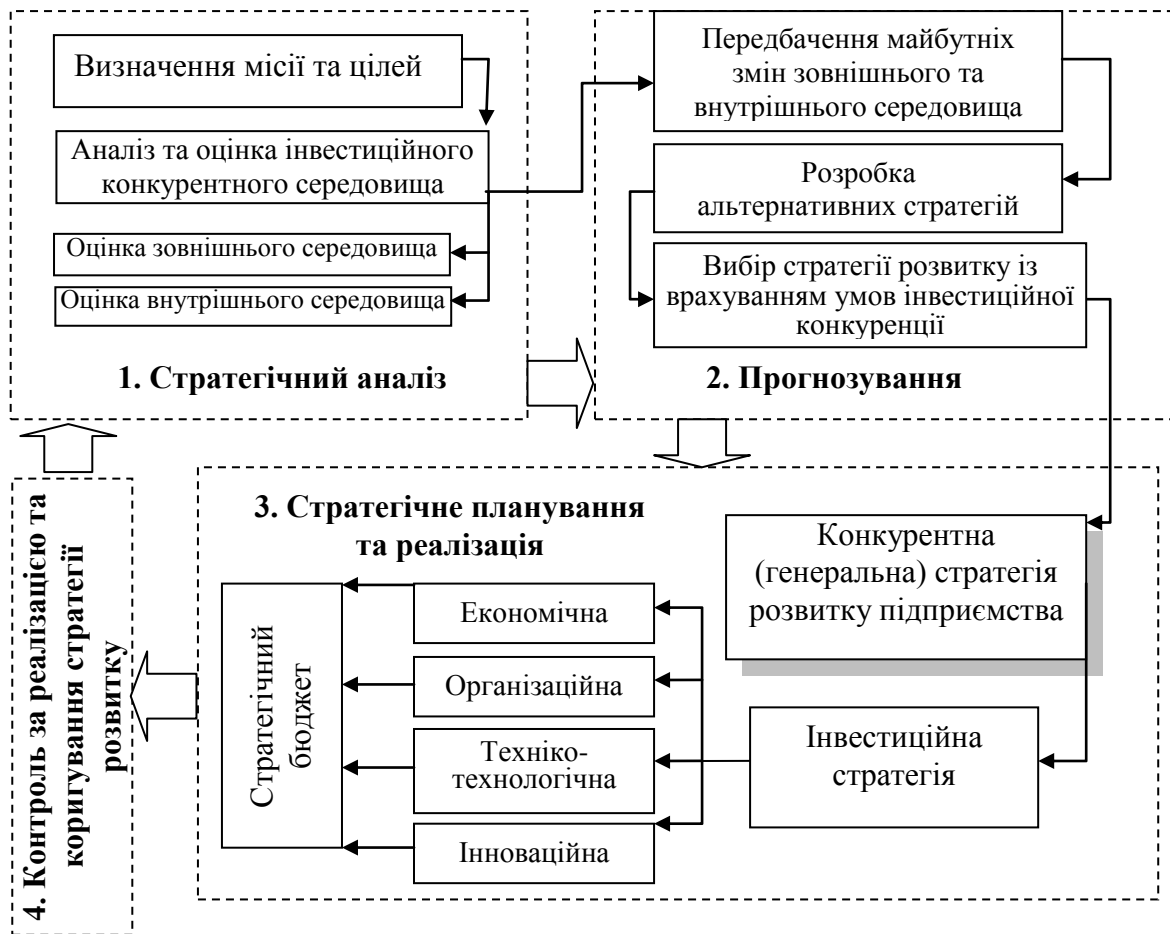 Визначення місії та цілей
Аналіз та оцінка інвестиційного
конкурентного середовища
Оцінка зовнішнього середовища
Оцінка внутрішнього середовища
1. Стратегічний аналіз
Передбачення майбутніх
змін зовнішнього та
внутрішнього середовища
Розробка
альтернативних стратегій
Вибір стратегії розвитку із
врахуванням умов інвестиційної
конкуренції
2. Прогнозування
3. Стратегічне планування
та реалізація
Конкурентна
(генеральна) стратегія
розвитку підприємства
Інвестиційна
стратегія
Економічна
Організаційна
Техніко-
технологічна
Інноваційна
Стратегічний
бюджет
4. Контроль за реалізацією та
коригування стратегії
розвитку